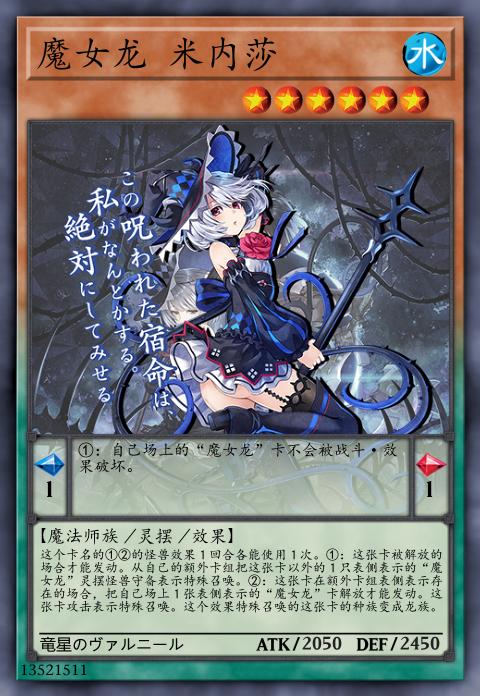 魔女龙 米内莎
水
この呪われた宿命は、
私がなんとかする。
絶対にしてみせる
①：自己场上的“魔女龙”卡不会被战斗・效
果破坏。
1
1
【魔法师族／灵摆／效果】
这个卡名的①②的怪兽效果１回合各能使用１次。①：这张卡被解放的
场合才能发动。从自己的额外卡组把这张卡以外的１只表侧表示的“魔
女龙”灵摆怪兽守备表示特殊召唤。②：这张卡在额外卡组表侧表示存
在的场合，把自己场上１张表侧表示的“魔女龙”卡解放才能发动。这
张卡攻击表示特殊召唤。这个效果特殊召唤的这张卡的种族变成龙族。
竜星のヴァルニール
ATK/2050 DEF/2450
13521511